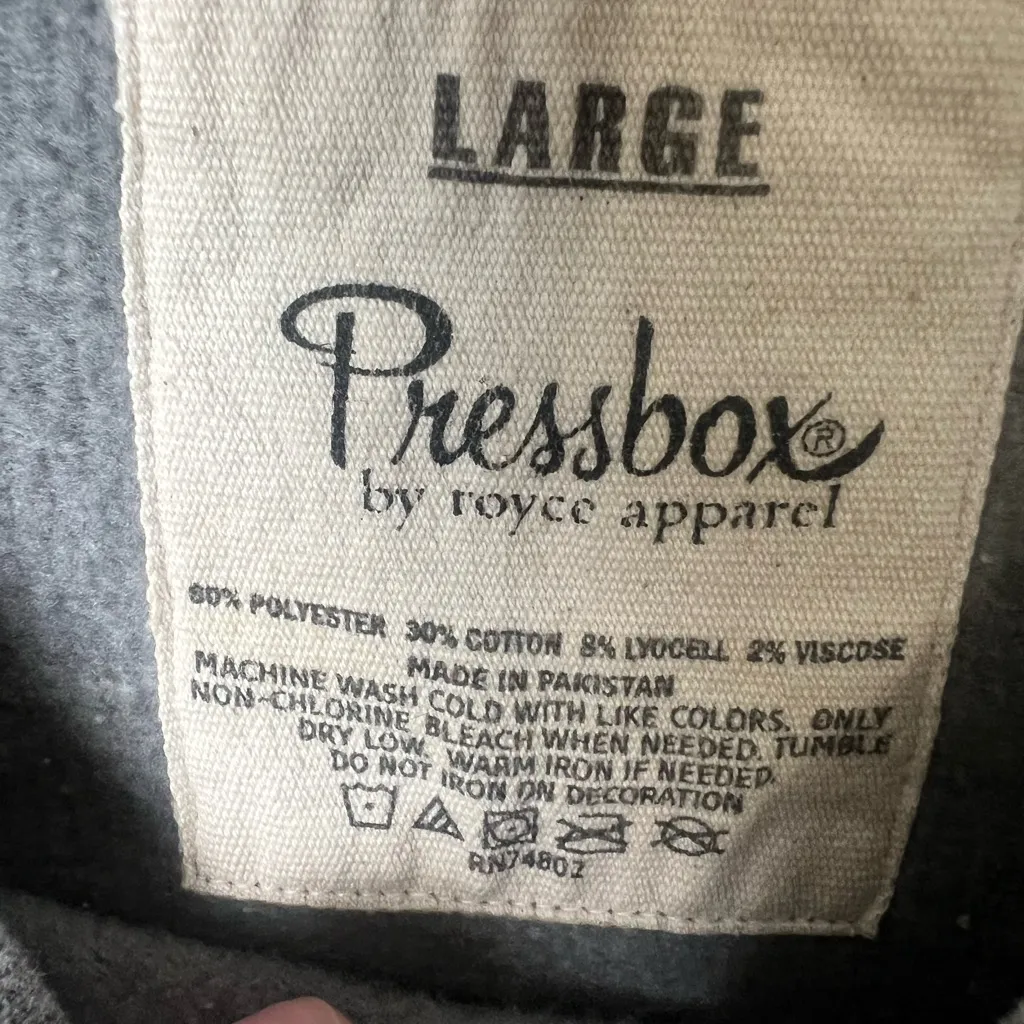 LARGE
Pressbox®
by royce apparel
60% POLYESTER 30% COTTON 8% LYOCELL 2% VISCOSE
MADE IN PAKISTAN
MACHINE WASH COLD WITH LIKE COLORS. ONLY
NON-CHLORINE BLEACH WHEN NEEDED. TUMBLE
DRY LOW. WARM IRON IF NEEDED.
DO NOT IRON ON DECORATION
RN74802